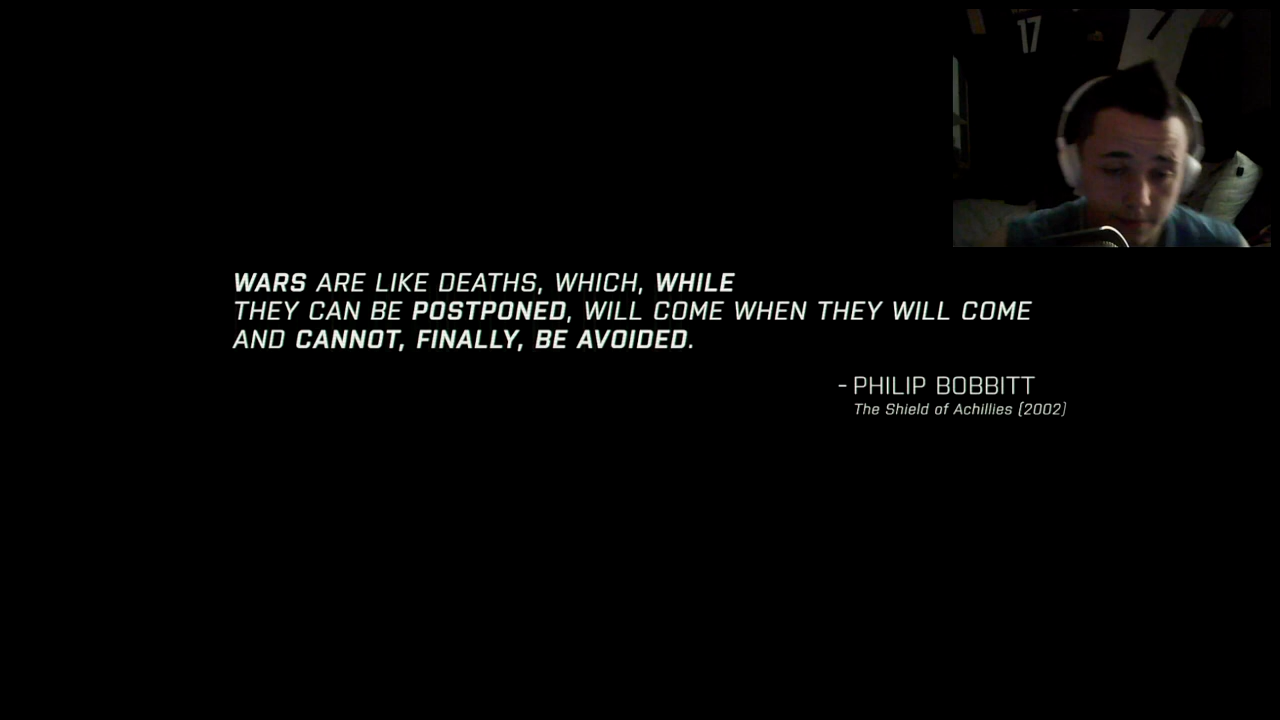 17
WARS ARE LIKE DEATHS, WHICH, WHILE
THEY CAN BE POSTPONED, WILL COME WHEN THEY WILL COME
AND CANNOT, FINALLY, BE AVOIDED.
- PHILIP BOBBITT
The Shield of Achillies (2002)